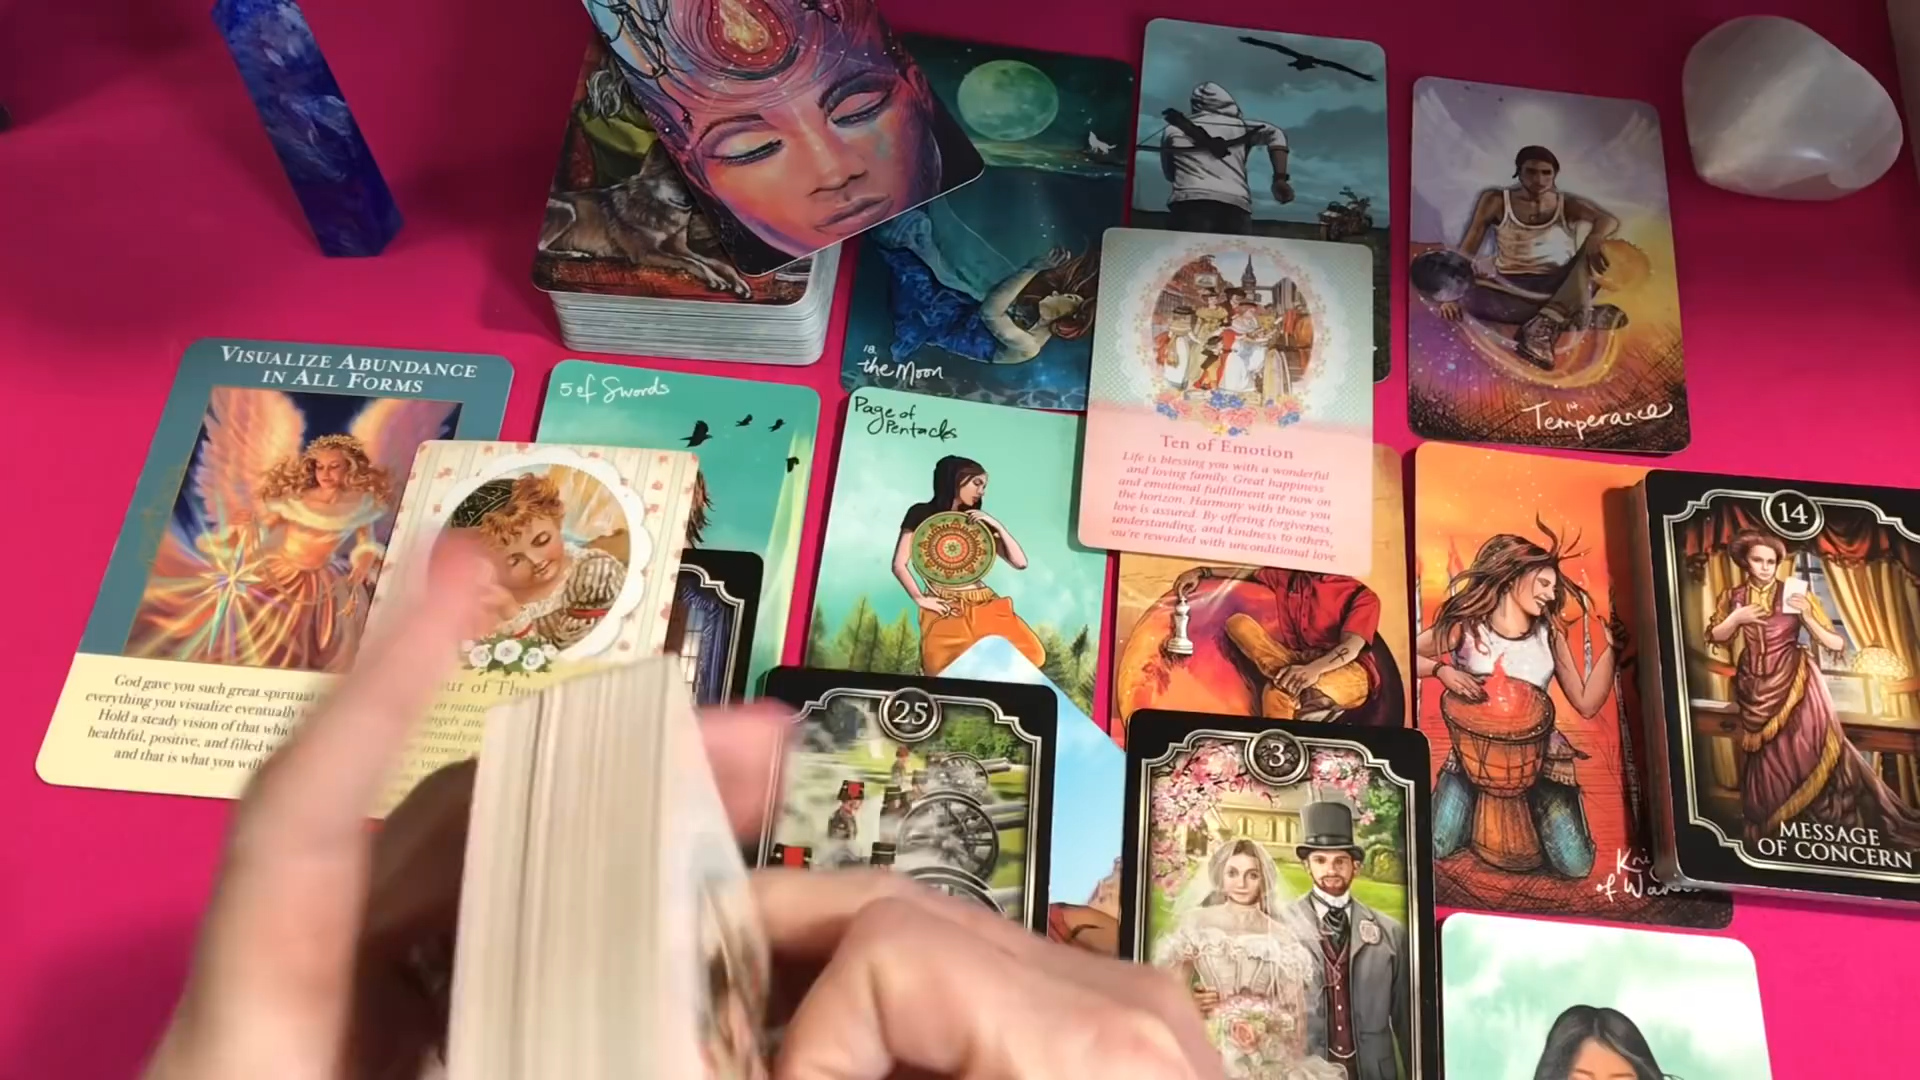 VISUALIZE ABUNDANCE
IN ALL FORMS
God gave you such great spiritual
everything you visualize eventually
Hold a steady vision of that
healthful, positive, and filled
and that is what you
5 of Swords
18.
the Moon
Page of
Pentacles
Ten of Emotion
Life is blessing you with a wonderful
and loving family. Great happiness
and emotional fulfillment are now on
the horizon. Harmony with those you
love is assured. By offering forgiveness,
understanding, and kindness to others,
you're rewarded with unconditional love
14.
Temperance
25
3
of
14
MESSAGE
OF CONCERN